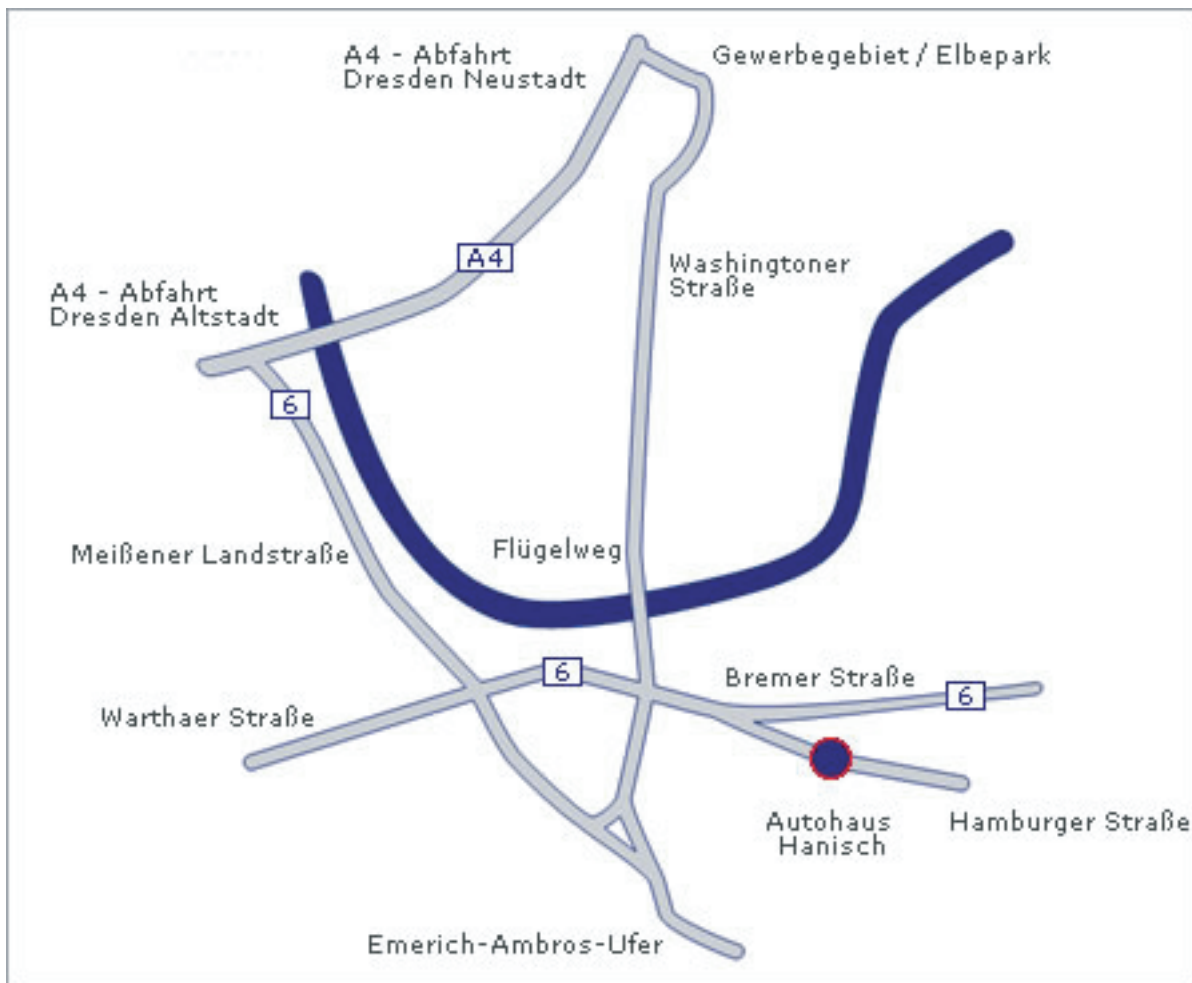 A4 - Abfahrt
Dresden Neustadt
Gewerbegebiet / Elbepark
A4
Washingtoner
Straße
A4 - Abfahrt
Dresden Altstadt
6
Meißener Landstraße
Flügelweg
6
Bremer Straße
6
Warthaer Straße
Autohaus
Hanisch
Hamburger Straße
Emerich-Ambros-Ufer